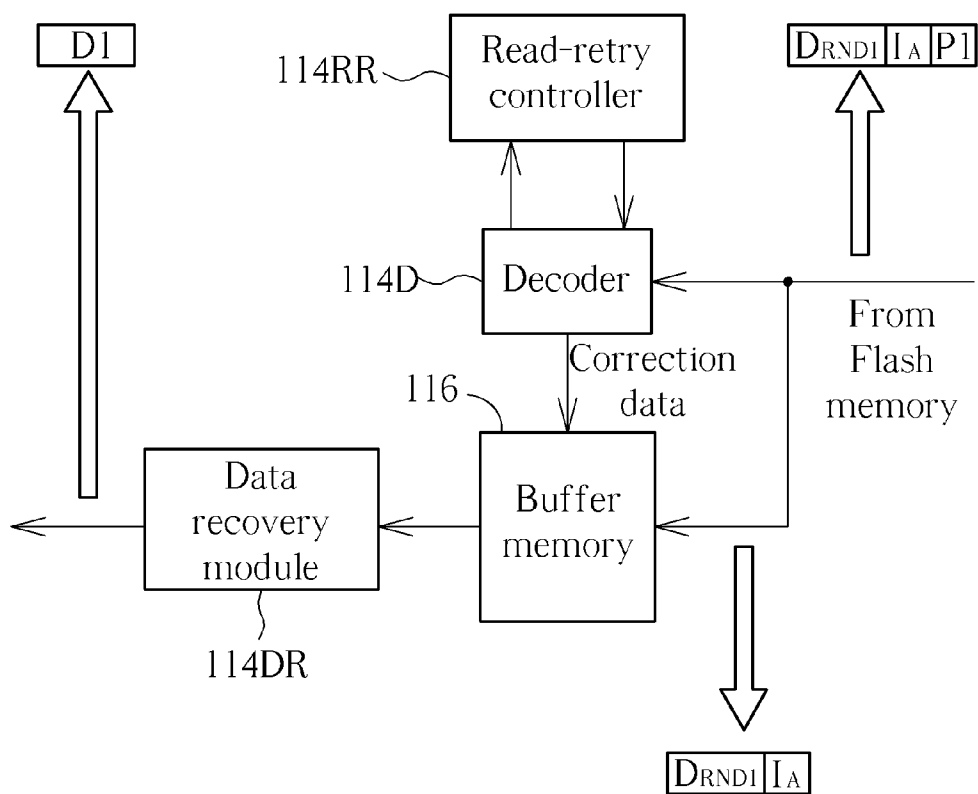 D1
114RR
Read-retry
controller
DRND1 IA P1
114D
Decoder
From
Flash
memory
Correction
data
116
Data
recovery
module
Buffer
memory
114DR
DRND1 IA